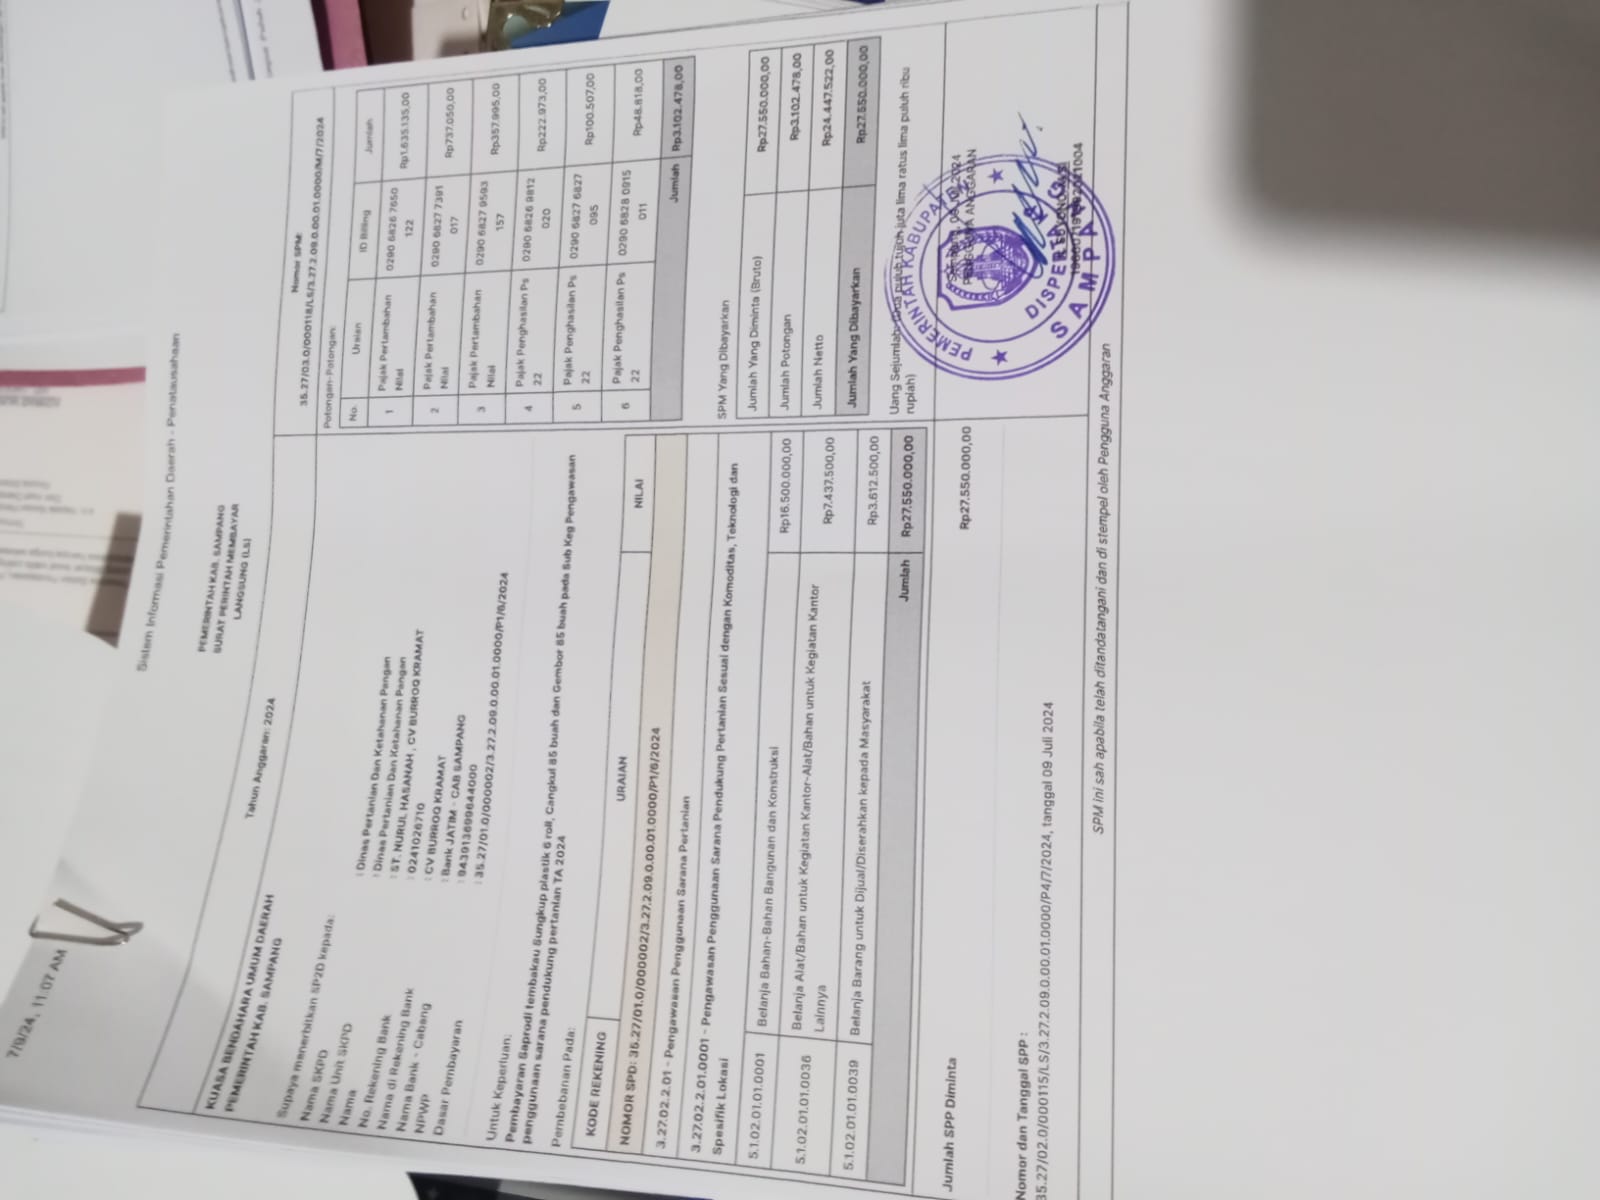 7/9/24, 11:07 AM
Sistem Informasi Pemerintahan Daerah - Penatausahaan
PEMERINTAH KAB. SAMPANG
SURAT PERINTAH MEMBAYAR
LANGSUNG (LS)
Tahun Anggaran: 2024
Nomor SPM:
35.27/03.0/000118/LS/3.27.2.09.0.00.01.0000/M/7/2024
KUASA BENDAHARA UMUM DAERAH
PEMERINTAH KAB. SAMPANG
Supaya menerbitkan SP2D kepada:
Nama SKPD : Dinas Pertanian Dan Ketahanan Pangan
Nama Unit SKPD : Dinas Pertanian Dan Ketahanan Pangan
Nama : ST. NURUL HASANAH , CV BURROQ KRAMAT
No. Rekening Bank : 0241026710
Nama di Rekening Bank : CV BURROQ KRAMAT
Nama Bank - Cabang : Bank JATIM - CAB SAMPANG
NPWP : 943913699644000
Dasar Pembayaran : 35.27/01.0/000002/3.27.2.09.0.00.01.0000/P1/6/2024
Untuk Keperluan:
Pembayaran Saprodi tembakau Sungkup plastik 6 roll, Cangkul 85 buah dan Gembor 85 buah pada Sub Keg Pengawasan
penggunaan sarana pendukung pertanian TA 2024
Pembebanan Pada:
KODE REKENING URAIAN NILAI
NOMOR SPD: 35.27/01.0/000002/3.27.2.09.0.00.01.0000/P1/6/2024
3.27.02.2.01 - Pengawasan Penggunaan Sarana Pertanian
3.27.02.2.01.0001 - Pengawasan Penggunaan Sarana Pendukung Pertanian Sesuai dengan Komoditas, Teknologi dan
Spesifik Lokasi
5.1.02.01.01.0001 Belanja Bahan-Bahan Bangunan dan Konstruksi Rp16.500.000,00
5.1.02.01.01.0036 Belanja Alat/Bahan untuk Kegiatan Kantor-Alat/Bahan untuk Kegiatan Kantor Rp7.437.500,00
Lainnya
5.1.02.01.01.0039 Belanja Barang untuk Dijual/Diserahkan kepada Masyarakat Rp3.612.500,00
Jumlah Rp27.550.000,00
Jumlah SPP Diminta Rp27.550.000,00
Nomor dan Tanggal SPP :
35.27/02.0/000115/LS/3.27.2.09.0.00.01.0000/P4/7/2024, tanggal 09 Juli 2024
Potongan-Potongan:
No. Uraian ID Billing Jumlah
1 Pajak Pertambahan 0290 6826 7650 Rp1.635.135,00
Nilai 122
2 Pajak Pertambahan 0290 6827 7391 Rp737.050,00
Nilai 017
3 Pajak Pertambahan 0290 6827 9593 Rp357.995,00
Nilai 157
4 Pajak Penghasilan Ps 0290 6826 9812 Rp222.973,00
22 020
5 Pajak Penghasilan Ps 0290 6827 6827 Rp100.507,00
22 095
6 Pajak Penghasilan Ps 0290 6828 0915 Rp48.818,00
22 011
Jumlah Rp3.102.478,00
SPM Yang Dibayarkan
Jumlah Yang Diminta (Bruto) Rp27.550.000,00
Jumlah Potongan Rp3.102.478,00
Jumlah Netto Rp24.447.522,00
Jumlah Yang Dibayarkan Rp27.550.000,00
Uang Sejumlah: (Dua puluh tujuh juta lima ratus lima puluh ribu
rupiah)
2024
PENGGUNA ANGGARAN
PEMERINTAH KABUPATEN
DISPERTA
SAMPA
SPM ini sah apabila telah ditandatangani dan di stempel oleh Pengguna Anggaran